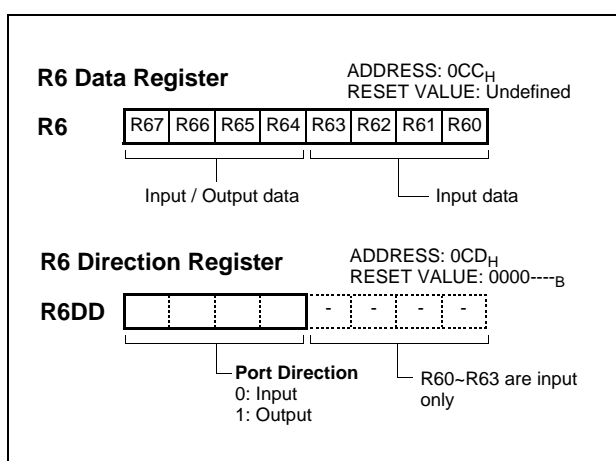 R6 Data Register
ADDRESS: 0CCH
RESET VALUE: Undefined
R6
R67 R66 R65 R64 R63 R62 R61 R60
Input / Output data
Input data
R6 Direction Register
ADDRESS: 0CDH
RESET VALUE: 0000----B
R6DD
- - - -
Port Direction
0: Input
1: Output
R60~R63 are input
only